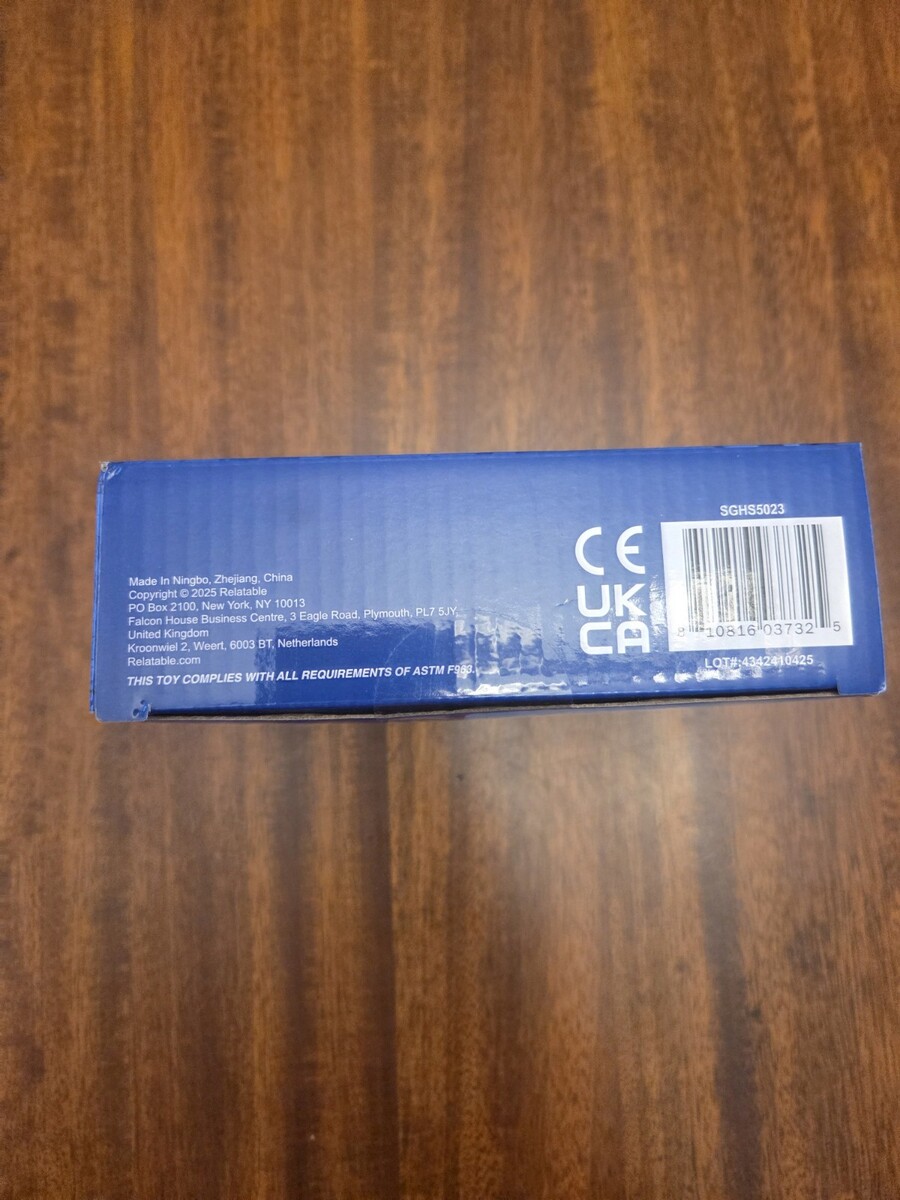 Made In Ningbo, Zhejiang, China
Copyright © 2025 Relatable
PO Box 2100, New York, NY 10013
Falcon House Business Centre, 3 Eagle Road, Plymouth, PL7 5JY,
United Kingdom
Kroonwiel 2, Weert, 6003 BT, Netherlands
Relatable.com
THIS TOY COMPLIES WITH ALL REQUIREMENTS OF ASTM F963.
CE
UK
CA
SGHS5023
8 10816 03732 5
LOT#:4342410425